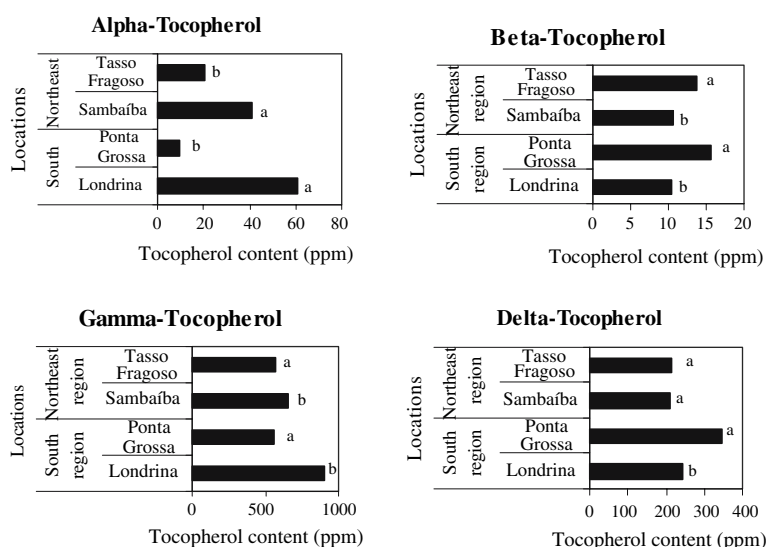 Alpha-Tocopherol
Locations
Northeast
Tasso
Fragoso
b
Sambaíba
a
South
Ponta
Grossa
b
Londrina
a
0 20 40 60 80
Tocopherol content (ppm)
Beta-Tocopherol
Locations
Northeast
region
Tasso
Fragoso
a
Sambaíba
b
South
region
Ponta
Grossa
a
Londrina
b
0 5 10 15 20
Tocopherol content (ppm)
Gamma-Tocopherol
Locations
Northeast
region
Tasso
Fragoso
a
Sambaíba
b
South
region
Ponta
Grossa
a
Londrina
b
0 500 1000
Tocopherol content (ppm)
Delta-Tocopherol
Locations
Northeast
region
Tasso
Fragoso
a
Sambaíba
a
South
region
Ponta
Grossa
a
Londrina
b
0 100 200 300 400
Tocopherol content (ppm)